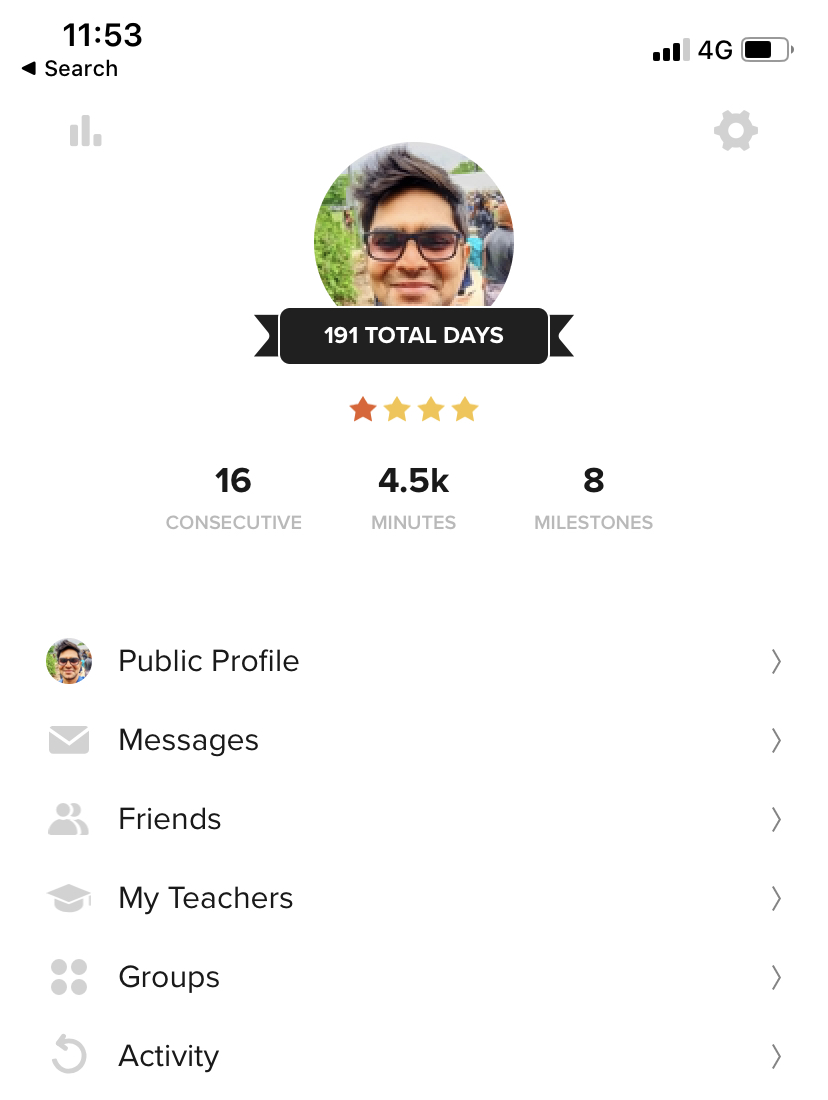 11:53
4G
◀ Search
191 TOTAL DAYS
16 4.5k 8
CONSECUTIVE MINUTES MILESTONES
Public Profile
Messages
Friends
My Teachers
Groups
Activity